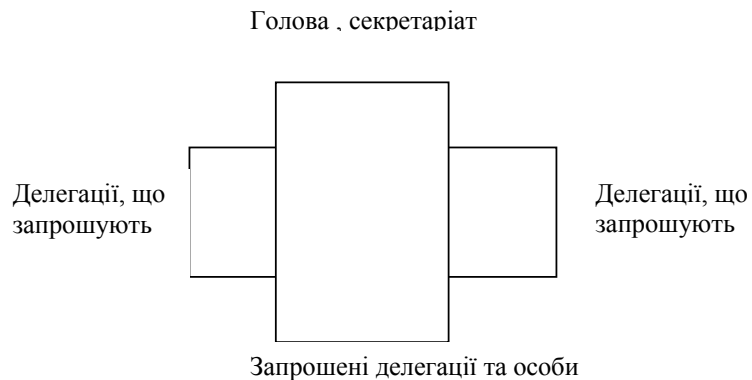 Голова , секретаріат
Делегації, що
запрошують
Делегації, що
запрошують
Запрошені делегації та особи